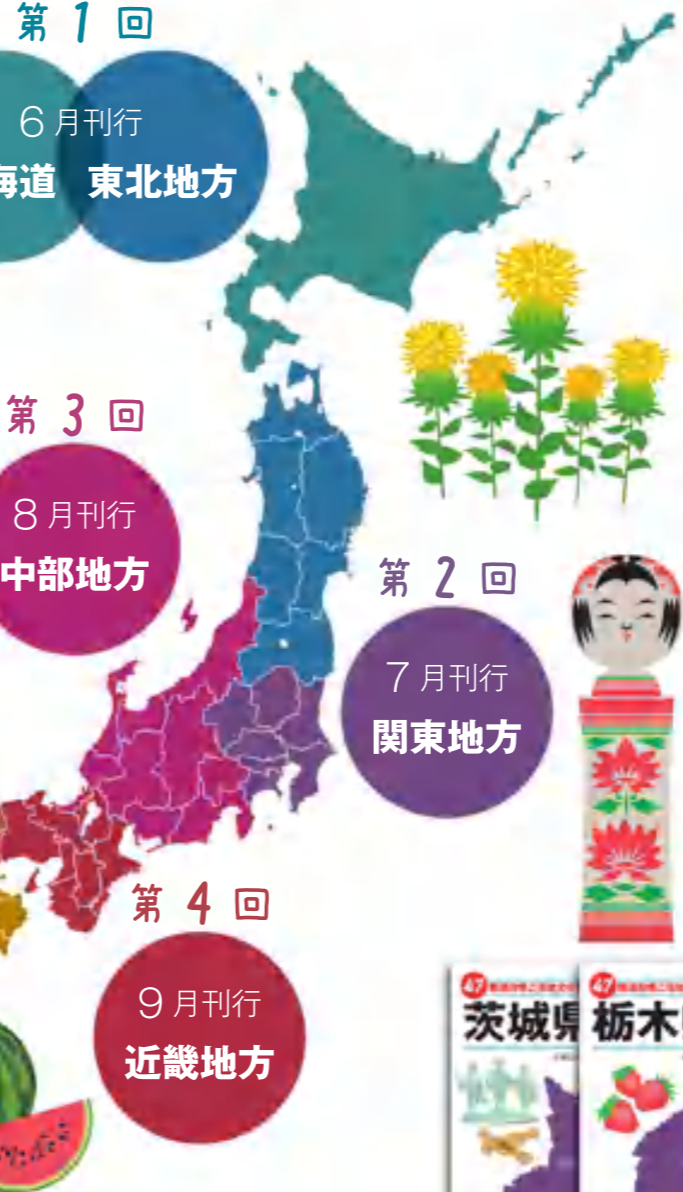 第1回
6月刊行
海道 東北地方
第3回
8月刊行
中部地方
第2回
7月刊行
関東地方
第4回
9月刊行
近畿地方
47
茨城県
47
栃木